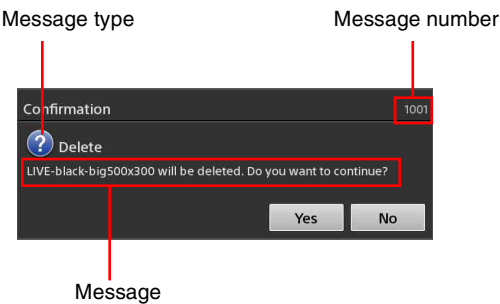 Message type
Message number
Confirmation
1001
? Delete
LIVE-black-big500x300 will be deleted. Do you want to continue?
Yes
No
Message